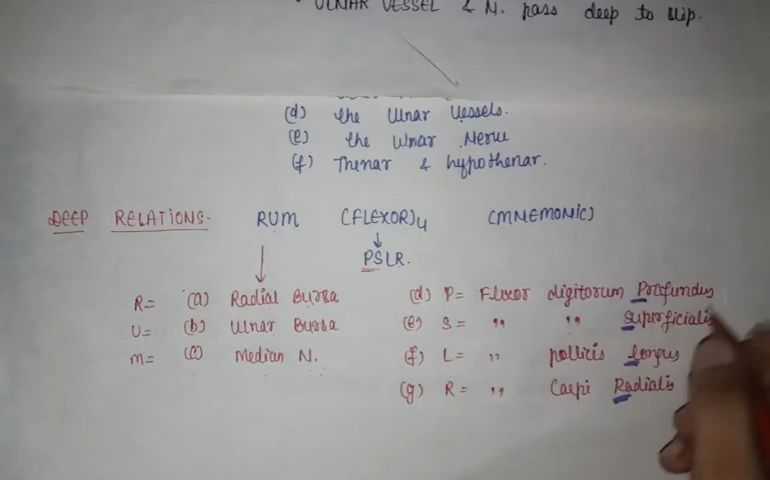 • ULNAR VESSEL & N. pass deep to slip.
(d) the Ulnar Vessels.
(e) the Ulnar Nerve
(f) Thenar & hypothenar.
DEEP RELATIONS- RUM (FLEXOR)4 (MNEMONIC)
PSLR.
R= (a) Radial Bursa (d) P= Flexor digitorum Profundus
U= (b) Ulnar Bursa (e) S= " " Superficialis
m= (c) Median N. (f) L= " pollicis longus
(g) R= " Carpi Radialis